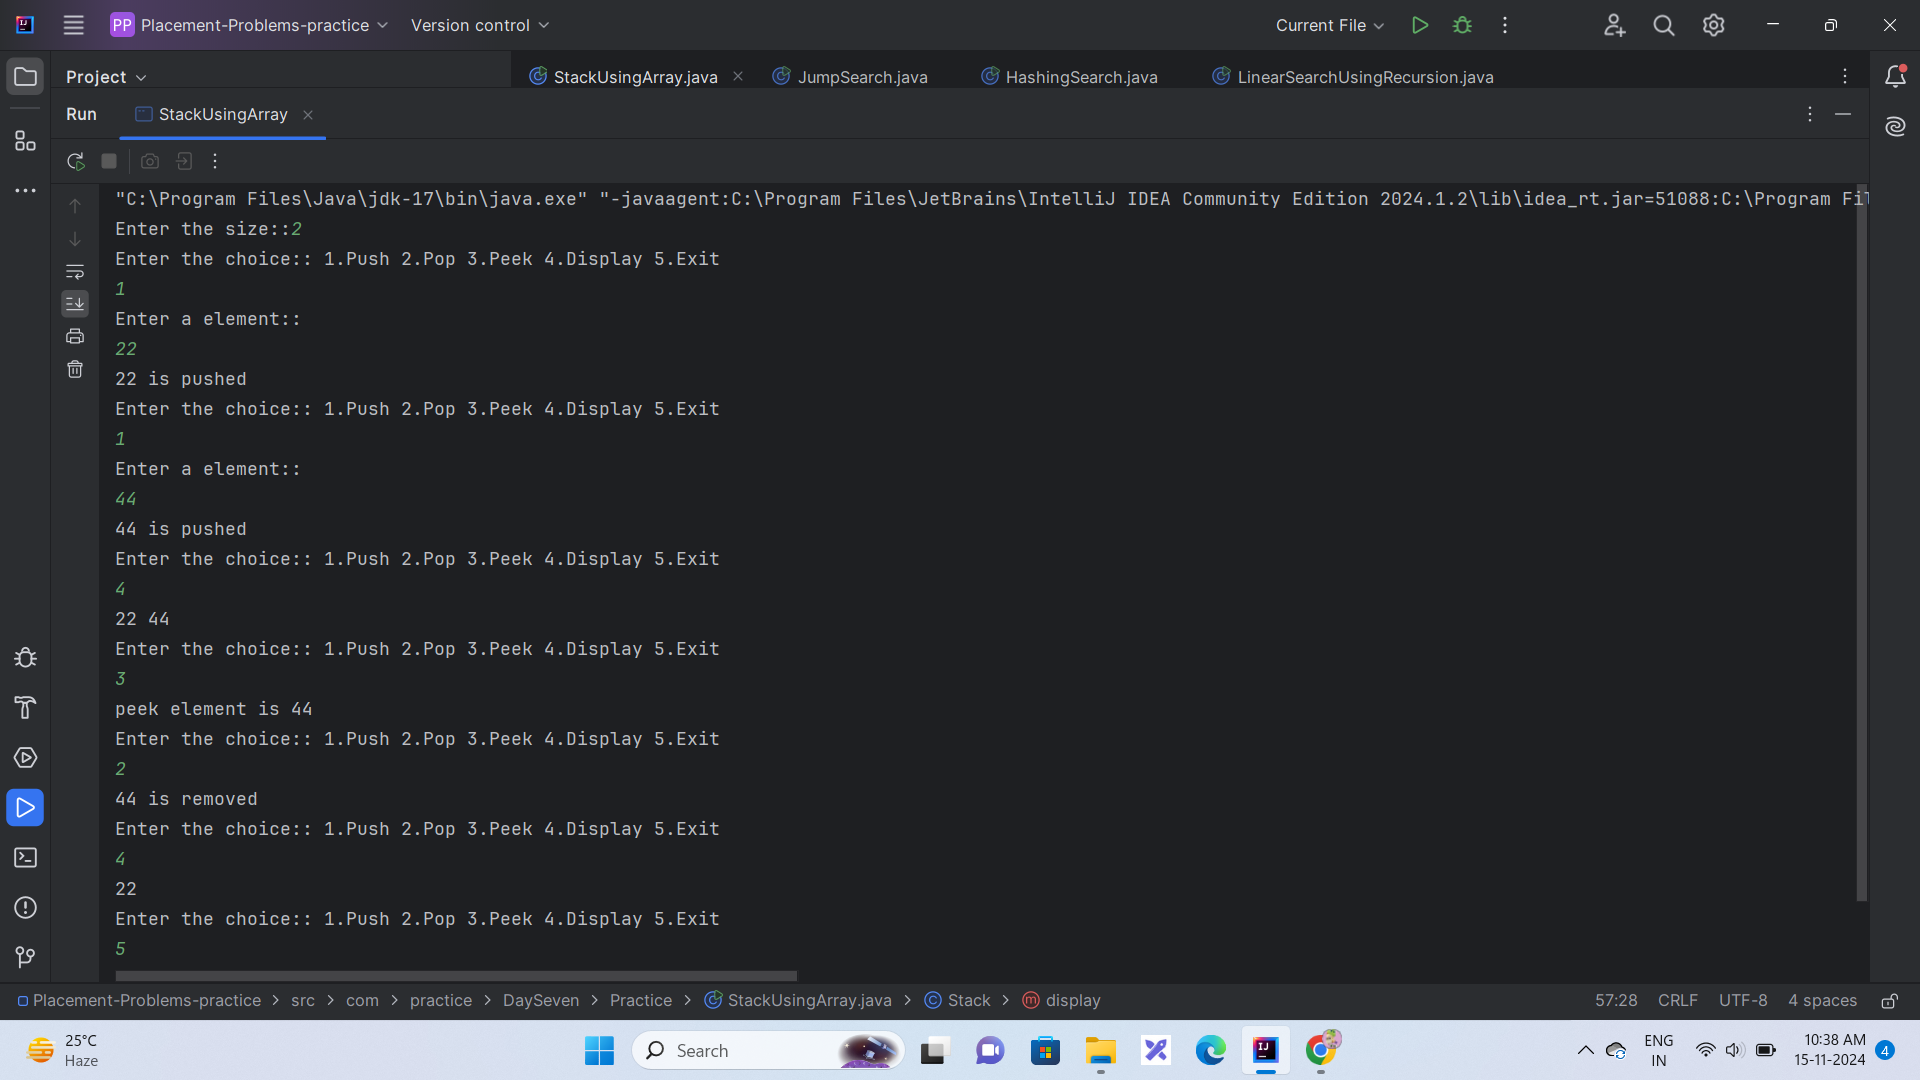 PP Placement-Problems-practice Version control Current File
Project StackUsingArray.java JumpSearch.java HashingSearch.java LinearSearchUsingRecursion.java
Run StackUsingArray
"C:\Program Files\Java\jdk-17\bin\java.exe" "-javaagent:C:\Program Files\JetBrains\IntelliJ IDEA Community Edition 2024.1.2\lib\idea_rt.jar=51088:C:\Program Fil
Enter the size::2
Enter the choice:: 1.Push 2.Pop 3.Peek 4.Display 5.Exit
1
Enter a element::
22
22 is pushed
Enter the choice:: 1.Push 2.Pop 3.Peek 4.Display 5.Exit
1
Enter a element::
44
44 is pushed
Enter the choice:: 1.Push 2.Pop 3.Peek 4.Display 5.Exit
4
22 44
Enter the choice:: 1.Push 2.Pop 3.Peek 4.Display 5.Exit
3
peek element is 44
Enter the choice:: 1.Push 2.Pop 3.Peek 4.Display 5.Exit
2
44 is removed
Enter the choice:: 1.Push 2.Pop 3.Peek 4.Display 5.Exit
4
22
Enter the choice:: 1.Push 2.Pop 3.Peek 4.Display 5.Exit
5
Placement-Problems-practice > src > com > practice > DaySeven > Practice > StackUsingArray.java > Stack > display 57:28 CRLF UTF-8 4 spaces
25°C
Haze
Search
ENG
IN
10:38 AM
15-11-2024
4